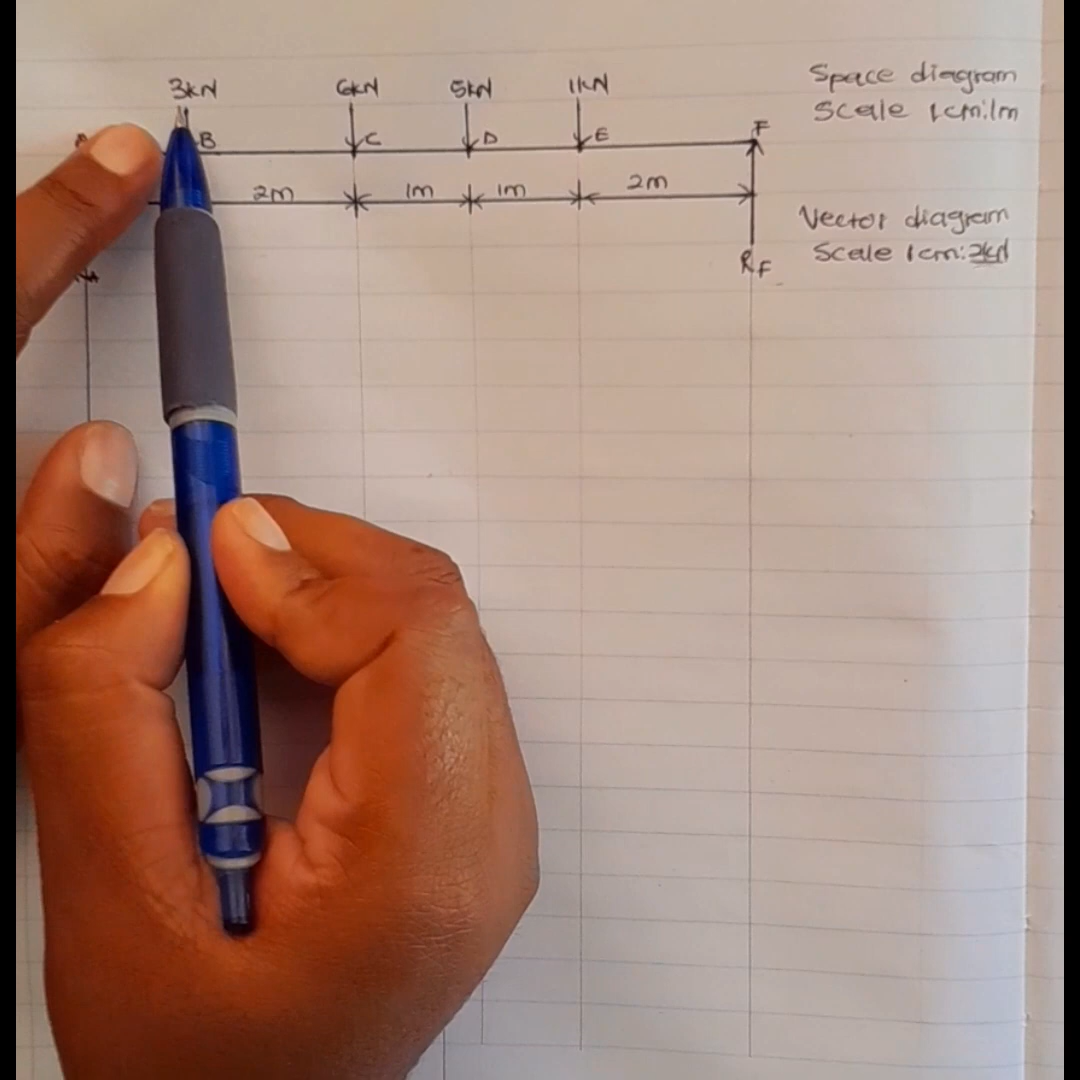 3kN 6kN 5kN 1kN
B C D E F
2m 1m 1m 2m
RF
Space diagram
Scale 1cm:1m
Vector diagram
Scale 1cm:2kN